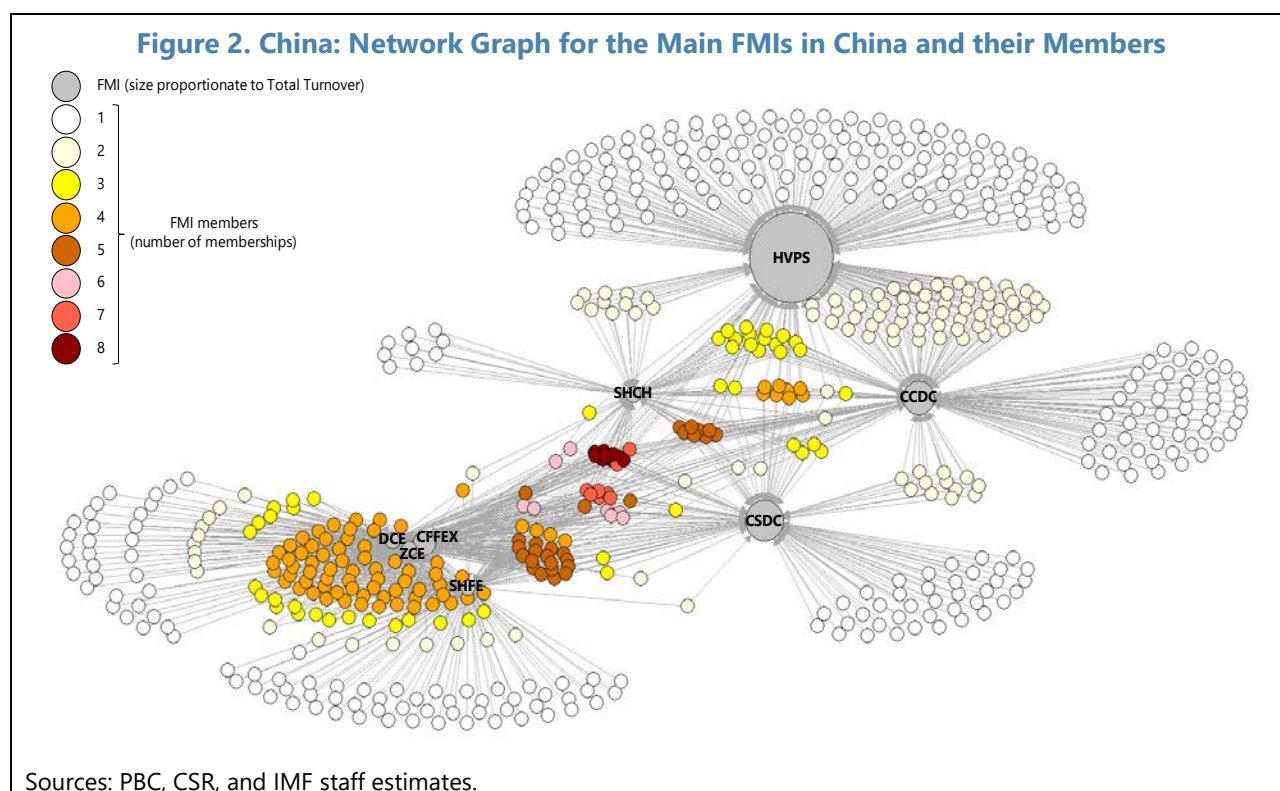 Figure 2. China: Network Graph for the Main FMIs in China and their Members
FMI (size proportionate to Total Turnover)
1
2
3
4
5
6
7
8
FMI members
(number of memberships)
HVPS
SHCH
CCDC
CSDC
DCE
CFFEX
ZCE
SHFE
Sources: PBC, CSR, and IMF staff estimates.